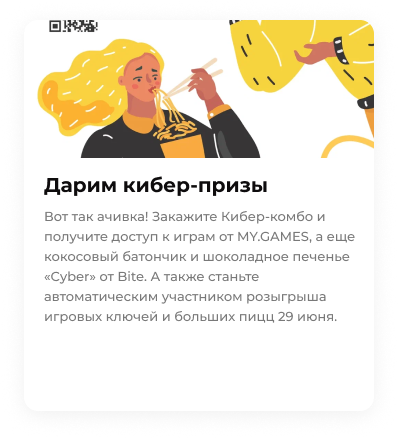 Дарим кибер-призы
Вот так ачивка! Закажите Кибер-комбо и
получите доступ к играм от MY.GAMES, а еще
кокосовый батончик и шоколадное печенье
«Cyber» от Bite. А также станьте
автоматическим участником розыгрыша
игровых ключей и больших пицц 29 июня.